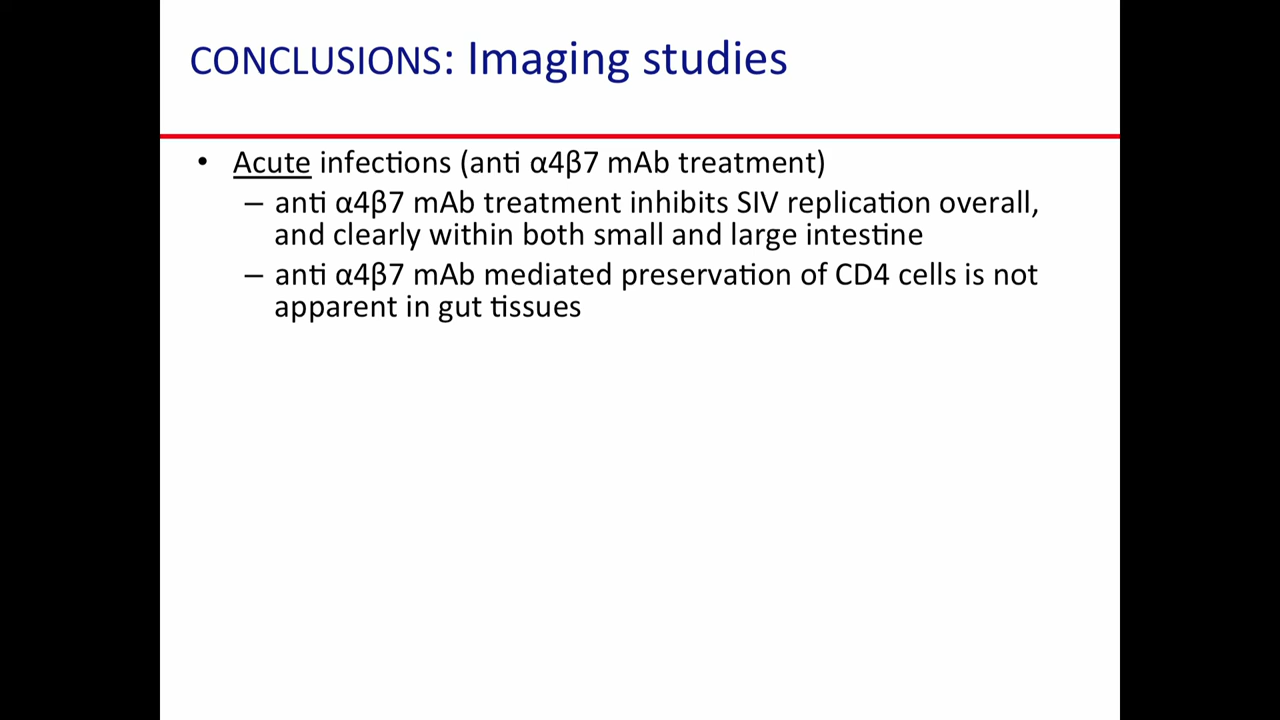 CONCLUSIONS: Imaging studies
• Acute infections (anti α4β7 mAb treatment)
– anti α4β7 mAb treatment inhibits SIV replication overall,
and clearly within both small and large intestine
– anti α4β7 mAb mediated preservation of CD4 cells is not
apparent in gut tissues